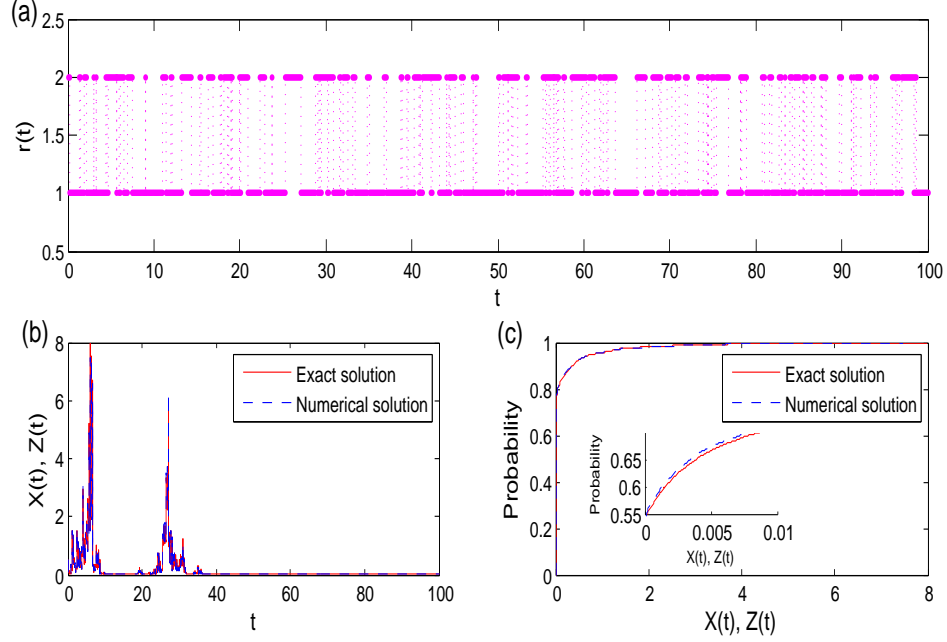 (a)
2.5
2
1.5
1
0.5
r(t)
0 10 20 30 40 50 60 70 80 90 100
t
(b)
8
6
4
2
0
X(t), Z(t)
Exact solution
Numerical solution
0 20 40 60 80 100
t
(c)
1
0.8
0.6
0.4
0.2
0
Probability
Exact solution
Numerical solution
0.65
0.6
0.55
Probability
0 0.005 0.01
X(t), Z(t)
0 2 4 6 8
X(t), Z(t)